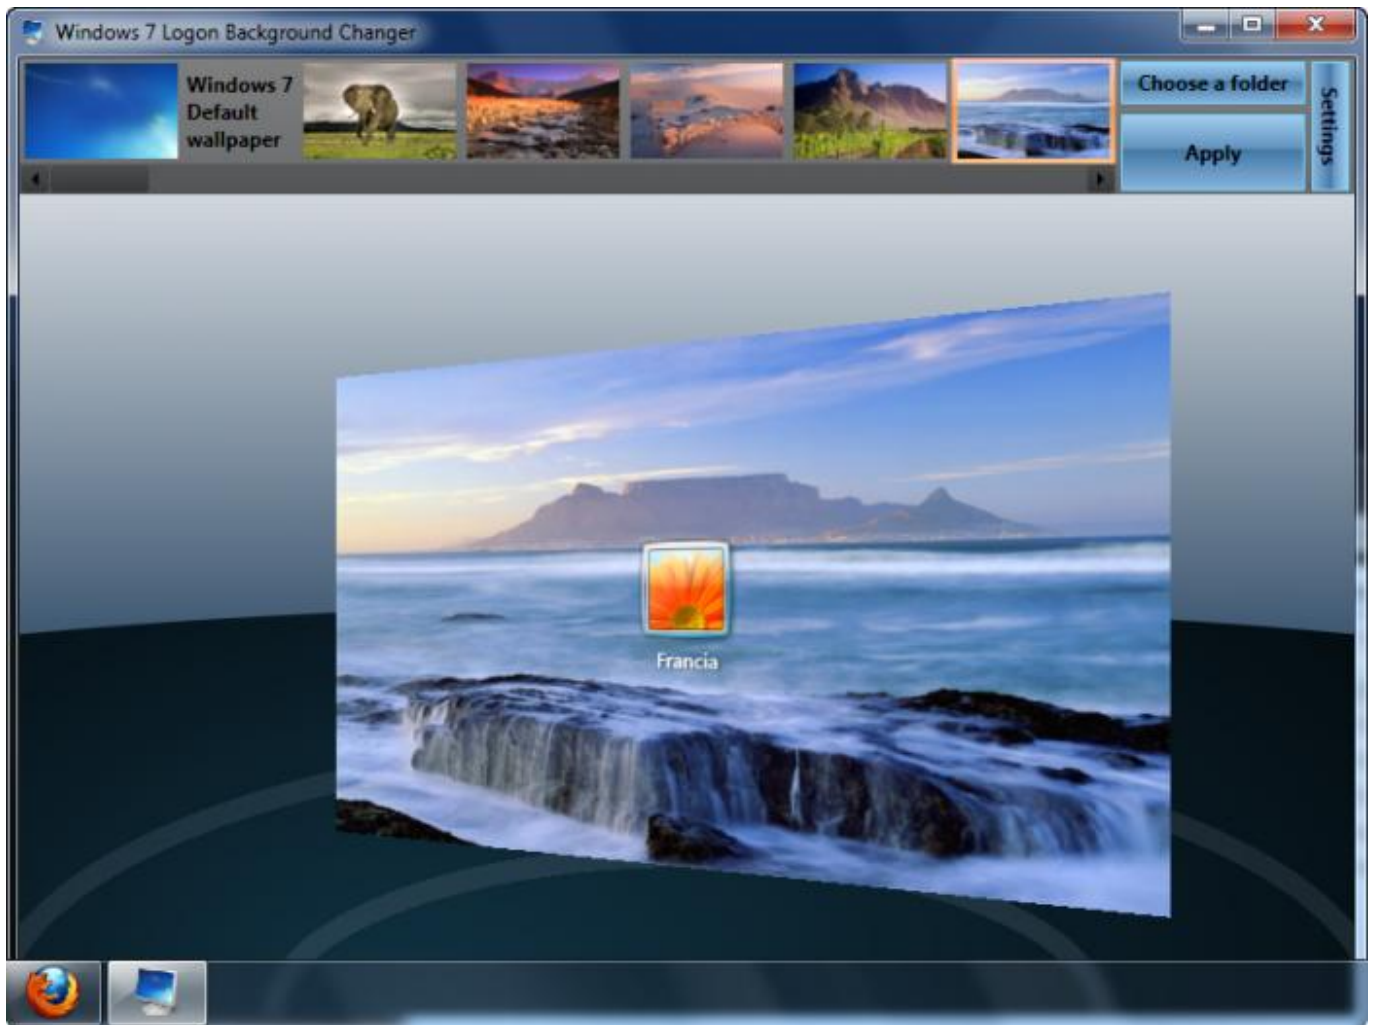 Windows 7 Logon Background Changer
Windows 7
Default
wallpaper
Choose a folder
Apply
Settings
Francia